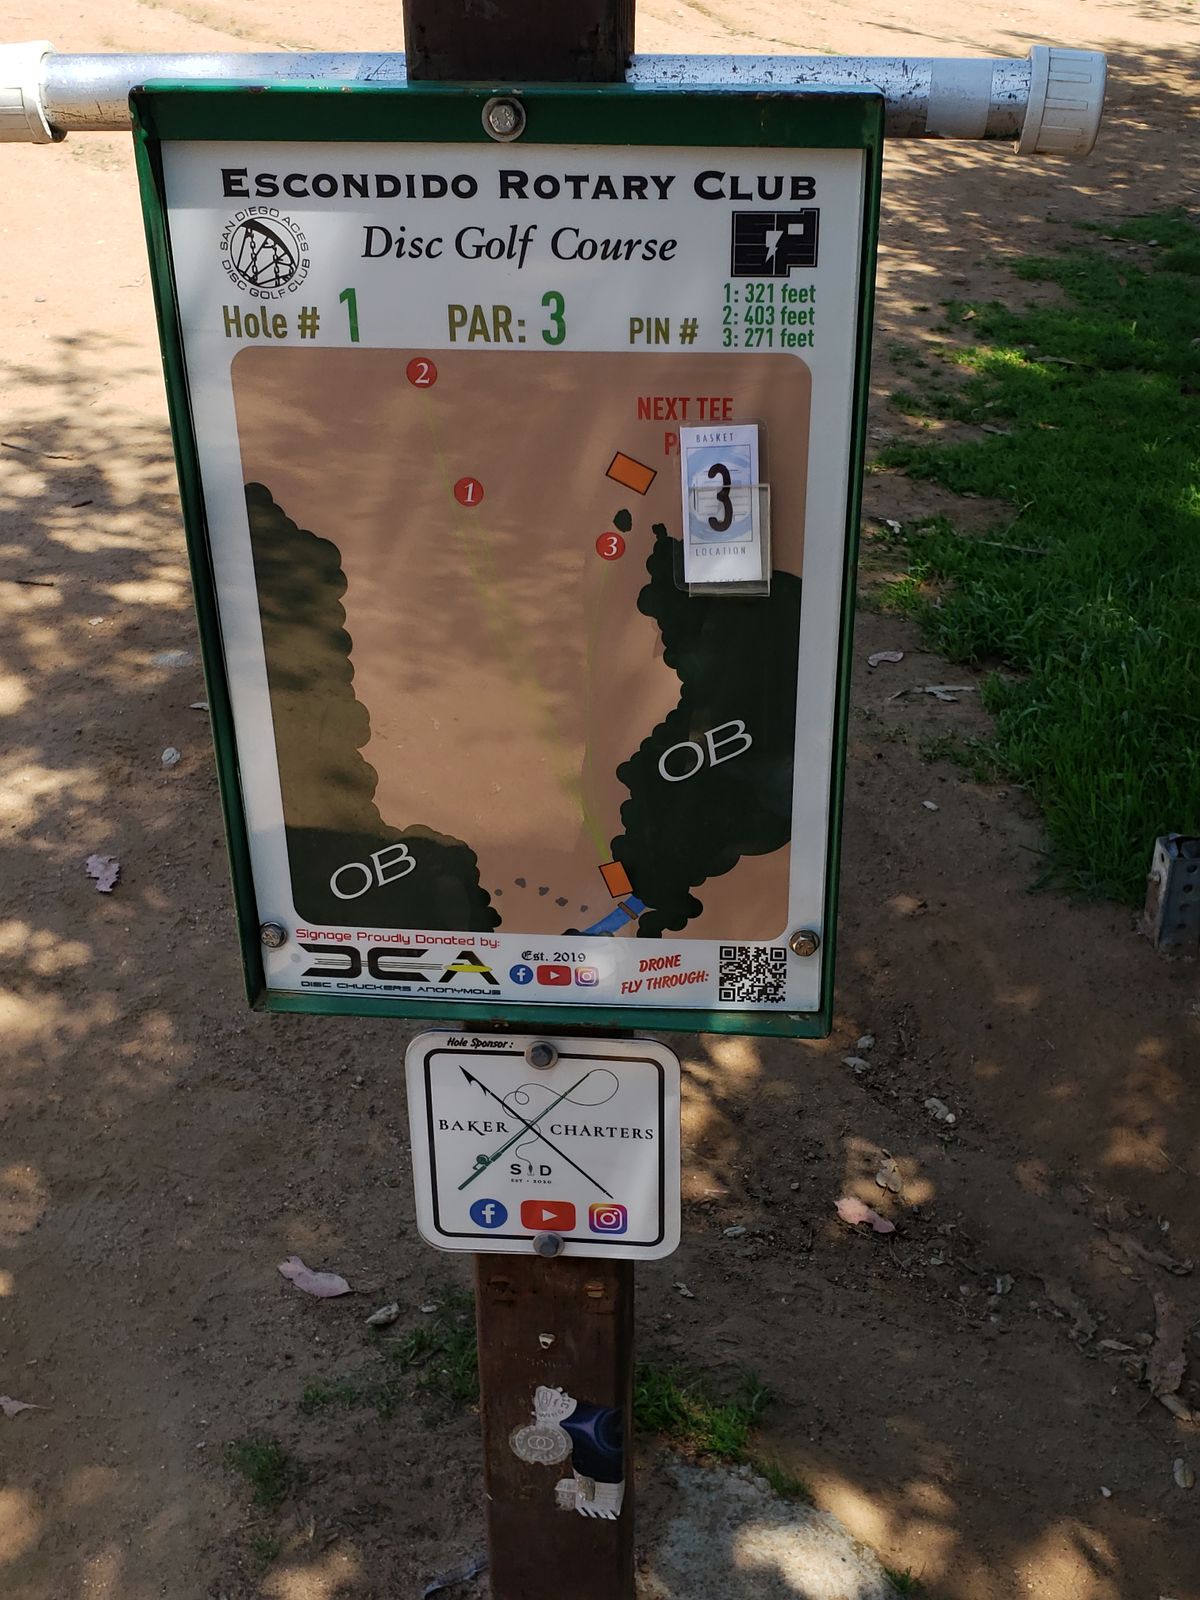 ESCONDIDO ROTARY CLUB
SAN DIEGO ACES
DISC GOLF CLUB
Disc Golf Course
Hole # 1 PAR: 3 PIN #
1: 321 feet
2: 403 feet
3: 271 feet
2
NEXT TEE
BASKET
3
LOCATION
1
3
OB
OB
Signage Proudly Donated by:
DCA
DISC CHUCKERS ANONYMOUS
Est. 2019
DRONE
FLY THROUGH:
Hole Sponsor:
BAKER CHARTERS
S D
EST - 2020